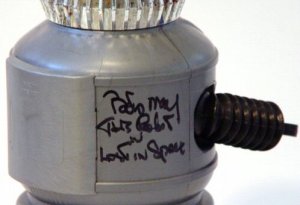 Bob May
The Robot
in
Lost in Space